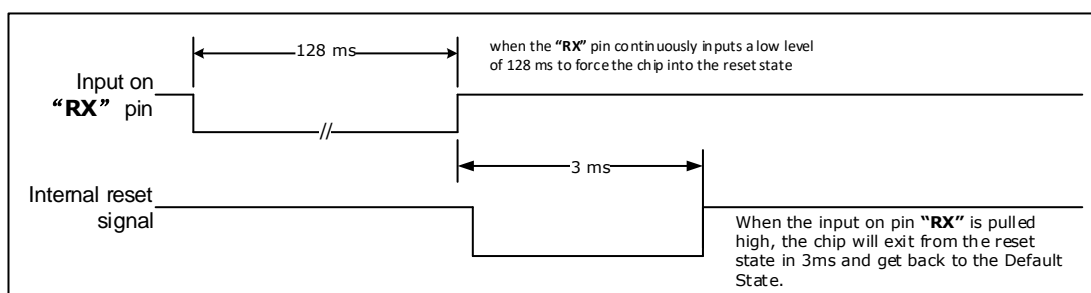 128 ms
when the “RX” pin continuously inputs a low level
of 128 ms to force the chip into the reset state
Input on
“RX” pin
3 ms
Internal reset
signal
When the input on pin “RX” is pulled
high, the chip will exit from the reset
state in 3ms and get back to the Default
State.